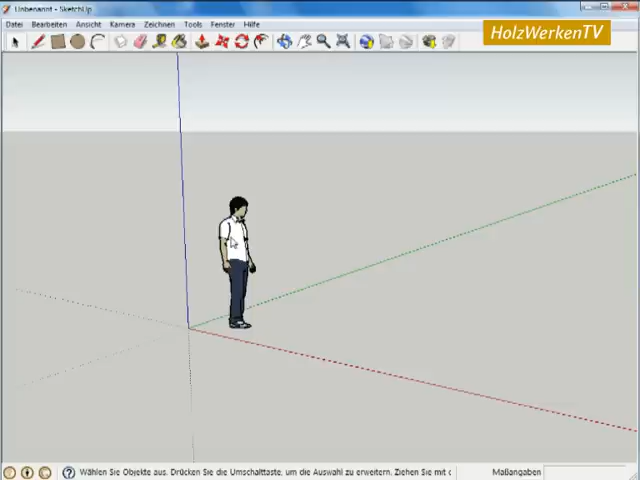 Unbenannt - SketchUp
Datei Bearbeiten Ansicht Kamera Zeichnen Tools Fenster Hilfe
HolzWerkenTV
Wählen Sie Objekte aus. Drücken Sie die Umschalttaste, um die Auswahl zu erweitern. Ziehen Sie mit c
Maßangaben